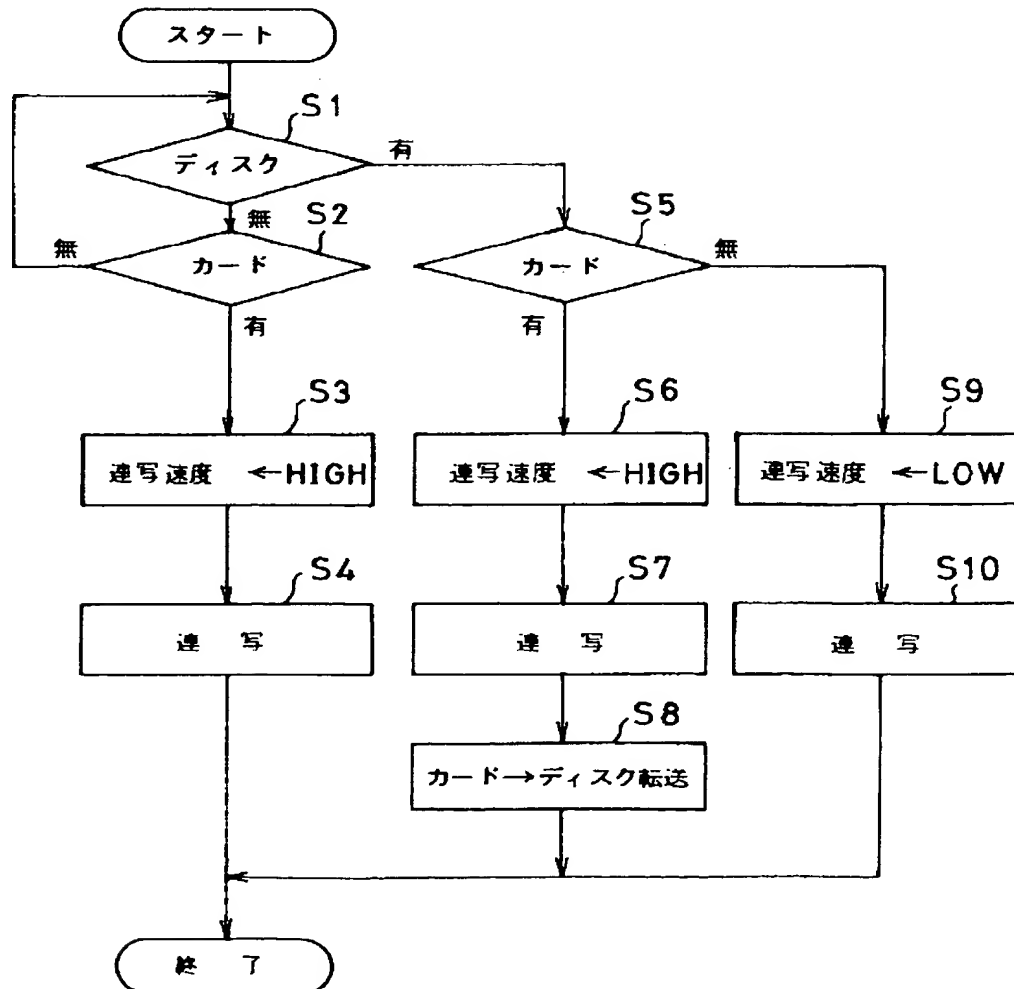 スタート
S1
ディスク
有
無
S2
S5
無
カード
カード
無
有
有
S3
S6
S9
連写速度 ←HIGH
連写速度 ←HIGH
連写速度 ←LOW
S4
S7
S10
連 写
連 写
連 写
S8
カード→ディスク転送
終 了